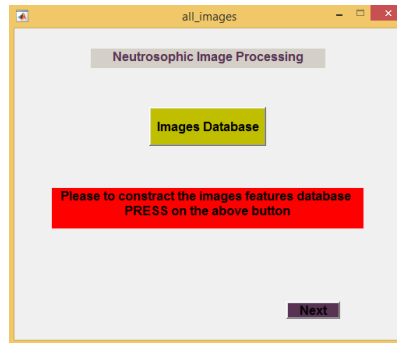 all_images
Neutrosophic Image Processing
Images Database
Please to constract the images features database
PRESS on the above button
Next